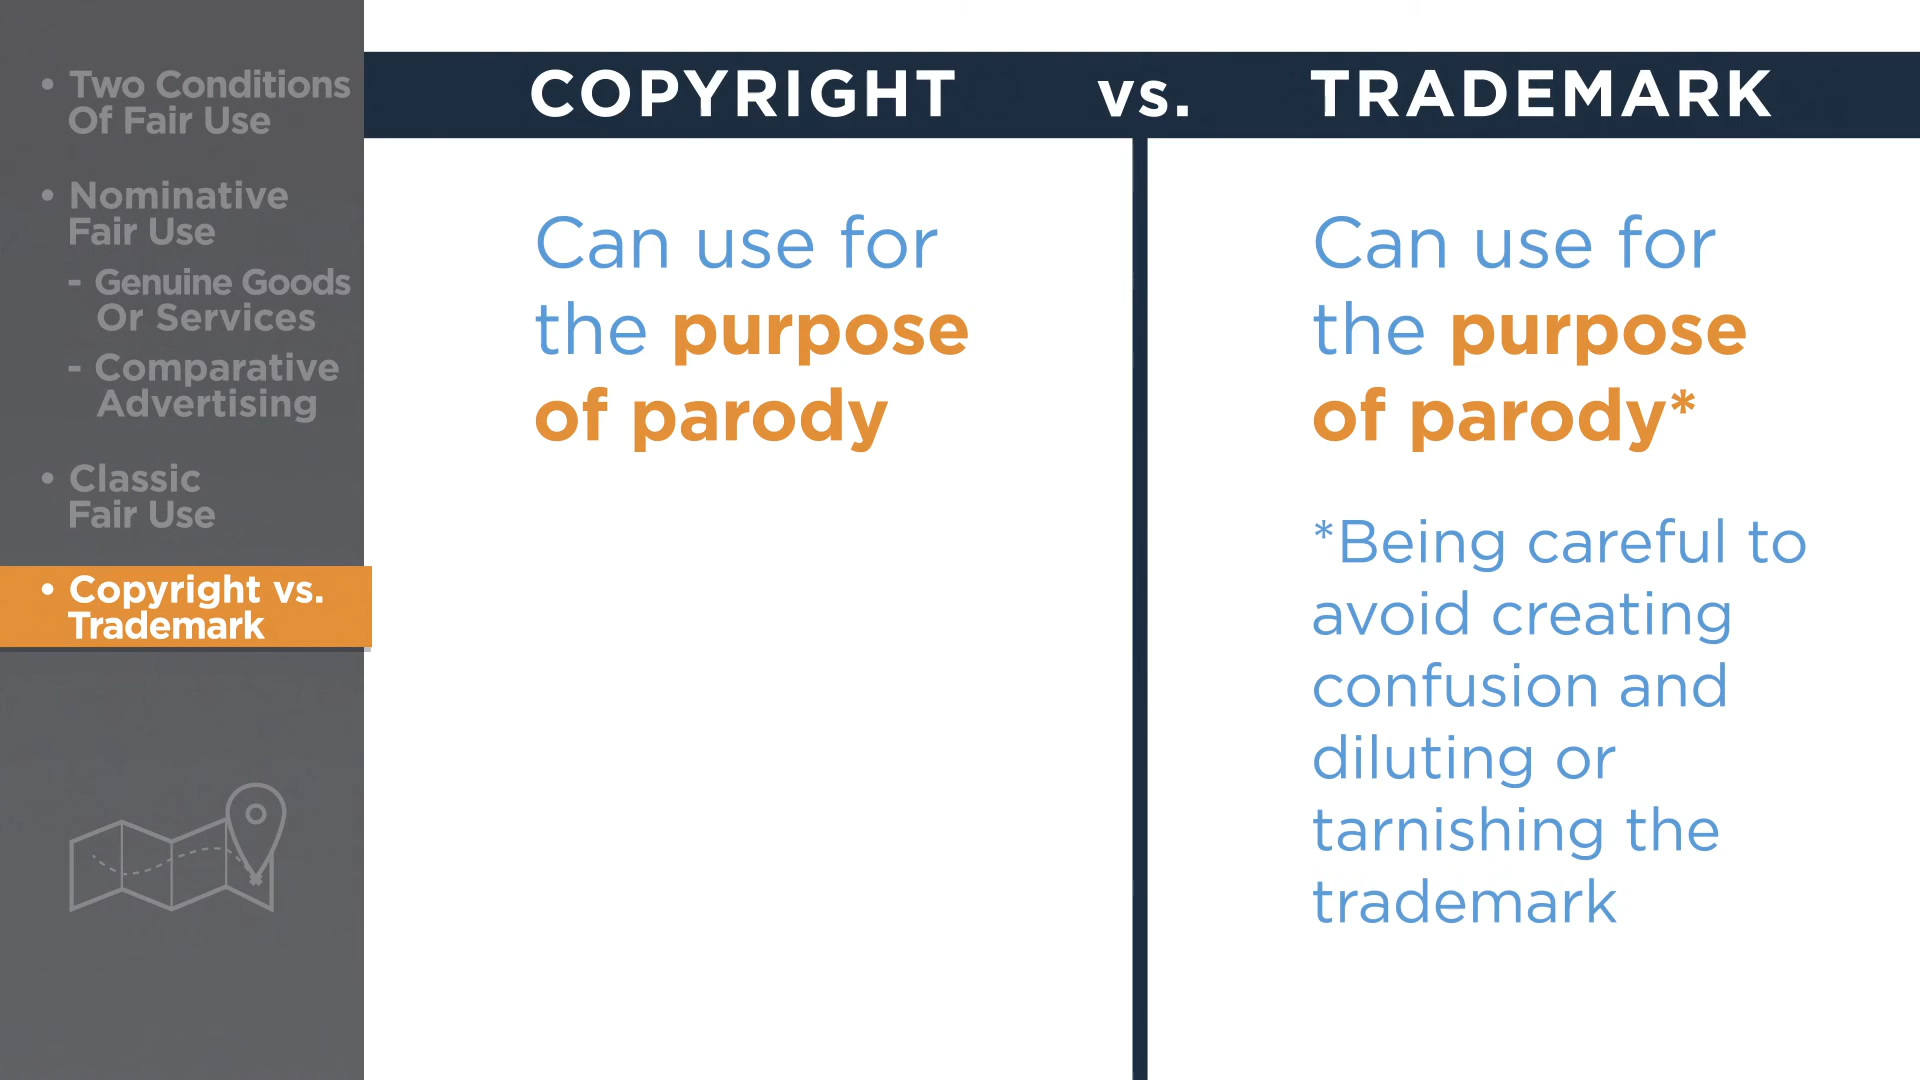 • Two Conditions
Of Fair Use
• Nominative
Fair Use
- Genuine Goods
Or Services
- Comparative
Advertising
• Classic
Fair Use
• Copyright vs.
Trademark
COPYRIGHT vs. TRADEMARK
Can use for
the purpose
of parody
Can use for
the purpose
of parody*
*Being careful to
avoid creating
confusion and
diluting or
tarnishing the
trademark